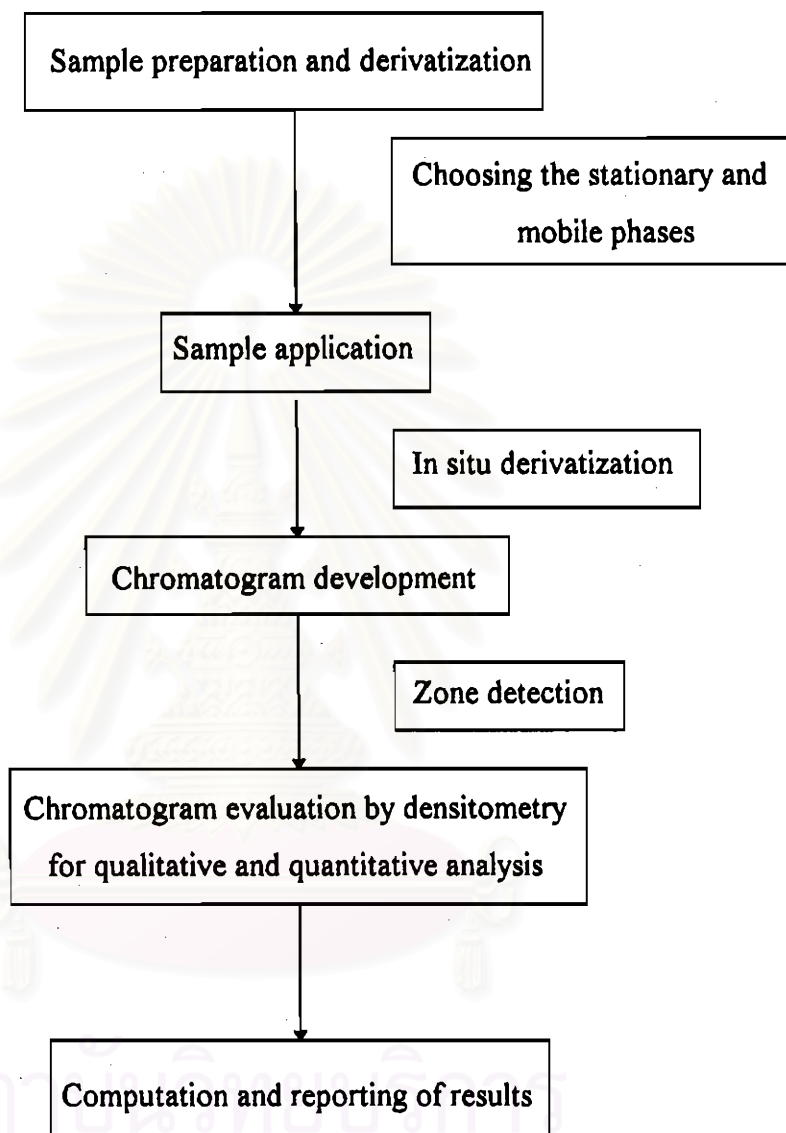 Sample preparation and derivatization
Choosing the stationary and
mobile phases
Sample application
In situ derivatization
Chromatogram development
Zone detection
Chromatogram evaluation by densitometry
for qualitative and quantitative analysis
Computation and reporting of results